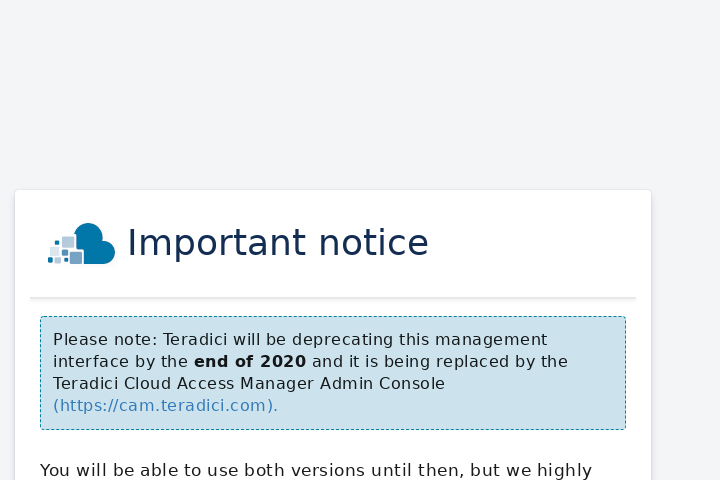 Important notice
Please note: Teradici will be deprecating this management
interface by the end of 2020 and it is being replaced by the
Teradici Cloud Access Manager Admin Console
(https://cam.teradici.com).
You will be able to use both versions until then, but we highly